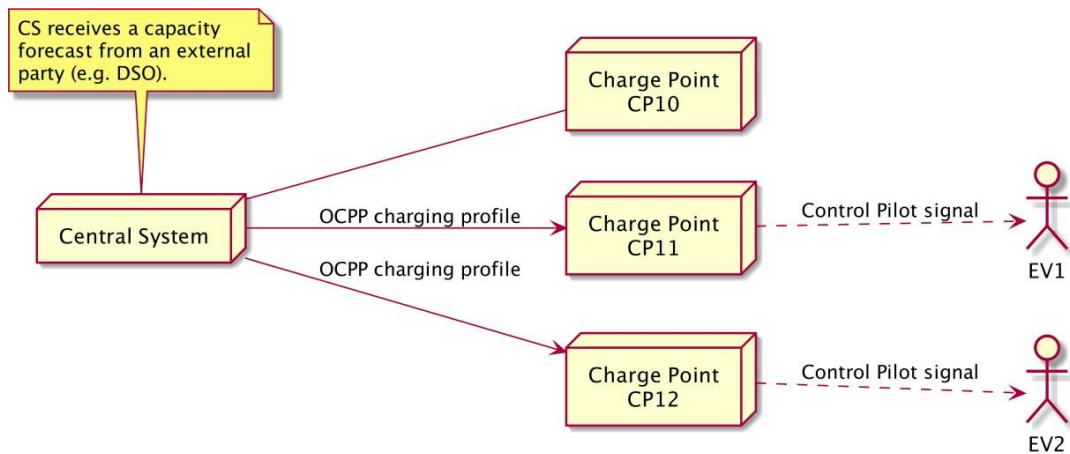 CS receives a capacity
forecast from an external
party (e.g. DSO).
Charge Point
CP10
Central System
OCPP charging profile
Charge Point
CP11
Control Pilot signal
EV1
OCPP charging profile
Charge Point
CP12
Control Pilot signal
EV2